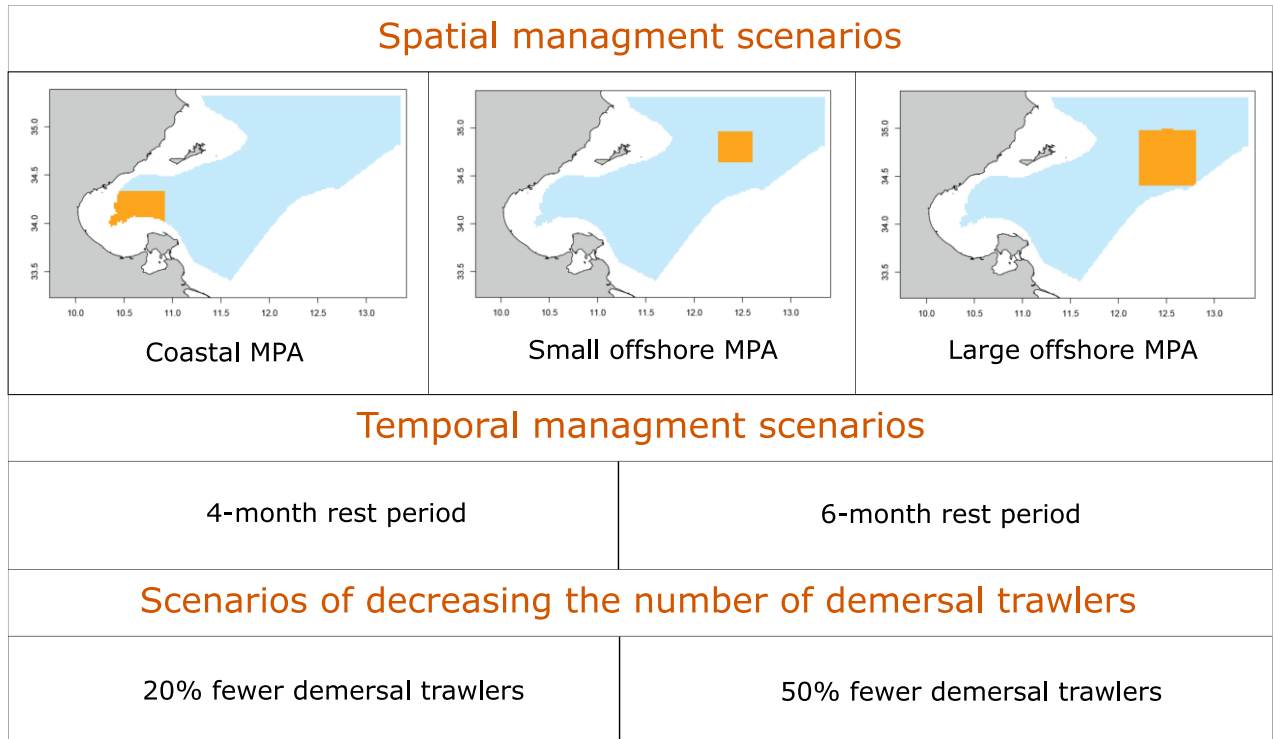 Spatial managment scenarios
35.0
34.5
34.0
33.5
10.0 10.5 11.0 11.5 12.0 12.5 13.0
Coastal MPA
35.0
34.5
34.0
33.5
10.0 10.5 11.0 11.5 12.0 12.5 13.0
Small offshore MPA
35.0
34.5
34.0
33.5
10.0 10.5 11.0 11.5 12.0 12.5 13.0
Large offshore MPA
Temporal managment scenarios
4-month rest period
6-month rest period
Scenarios of decreasing the number of demersal trawlers
20% fewer demersal trawlers
50% fewer demersal trawlers